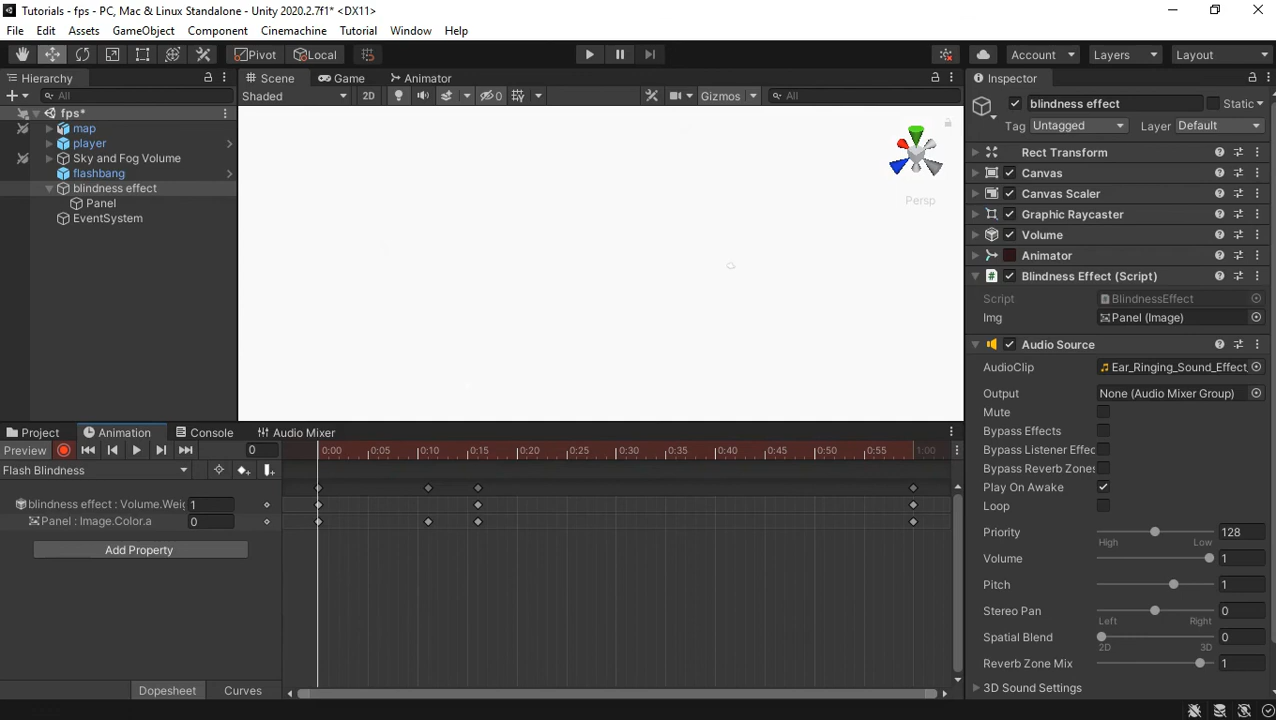 Tutorials - fps - PC, Mac & Linux Standalone - Unity 2020.2.7f1* <DX11>
File Edit Assets GameObject Component Cinemachine Tutorial Window Help
Pivot Local Account Layers Layout
Hierarchy
All
fps*
map
player
Sky and Fog Volume
flashbang
blindness effect
Panel
EventSystem
Scene Game Animator
Shaded 2D 0 Gizmos All
Persp
Inspector
blindness effect Static
Tag Untagged Layer Default
Rect Transform
Canvas
Canvas Scaler
Graphic Raycaster
Volume
Animator
Blindness Effect (Script)
Script BlindnessEffect
Img Panel (Image)
Audio Source
AudioClip Ear_Ringing_Sound_Effect_
Output None (Audio Mixer Group)
Mute
Bypass Effects
Bypass Listener Effec
Bypass Reverb Zones
Play On Awake
Loop
Priority 128
High Low
Volume 1
Pitch 1
Stereo Pan 0
Left Right
Spatial Blend 0
2D 3D
Reverb Zone Mix 1
3D Sound Settings
Project Animation Console Audio Mixer
Preview 0
0:00 0:05 0:10 0:15 0:20 0:25 0:30 0:35 0:40 0:45 0:50 0:55 1:00
Flash Blindness
blindness effect : Volume.Weig 1
Panel : Image.Color.a 0
Add Property
Dopesheet Curves